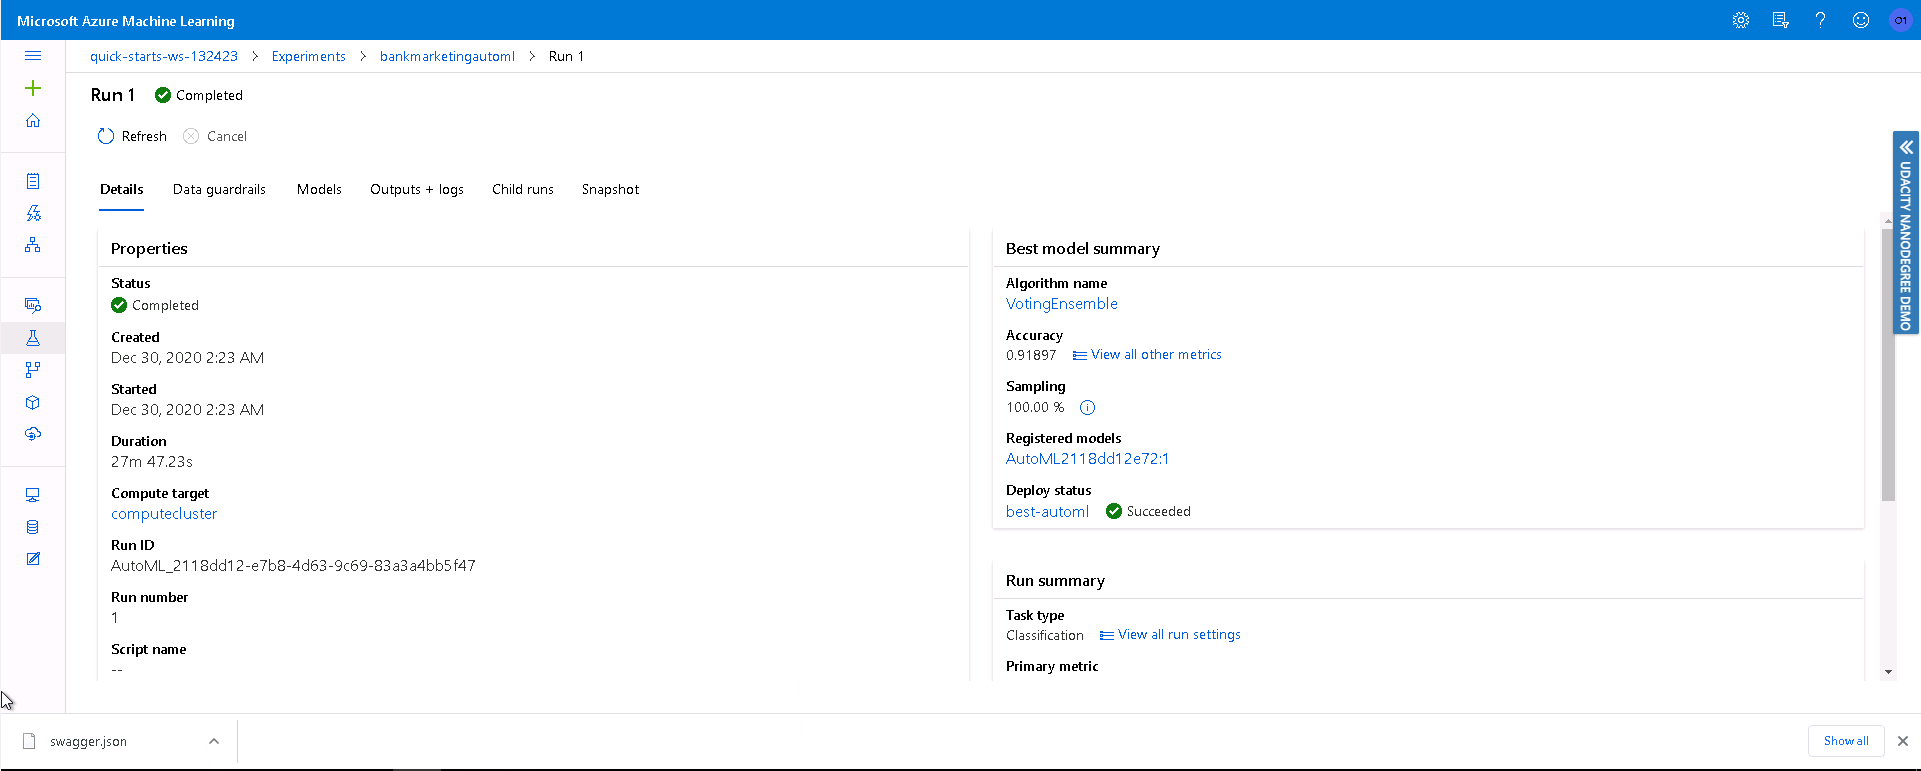 Microsoft Azure Machine Learning
O1
quick-starts-ws-132423 > Experiments > bankmarketingautoml > Run 1
Run 1 Completed
Refresh Cancel
Details Data guardrails Models Outputs + logs Child runs Snapshot
Properties
Status
Completed
Created
Dec 30, 2020 2:23 AM
Started
Dec 30, 2020 2:23 AM
Duration
27m 47.23s
Compute target
computecluster
Run ID
AutoML_2118dd12-e7b8-4d63-9c69-83a3a4bb5f47
Run number
1
Script name
--
Best model summary
Algorithm name
VotingEnsemble
Accuracy
0.91897 View all other metrics
Sampling
100.00 %
Registered models
AutoML2118dd12e72:1
Deploy status
best-automl Succeeded
Run summary
Task type
Classification View all run settings
Primary metric
UDACITY NANODEGREE DEMO
swagger.json
Show all